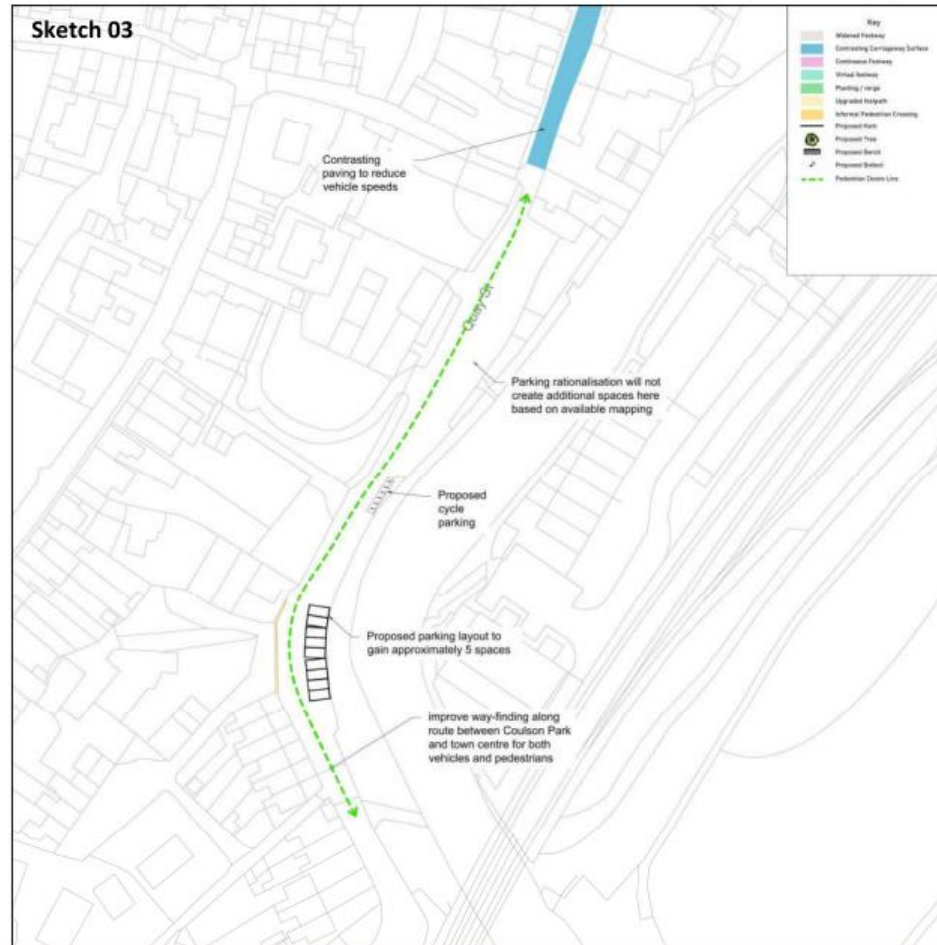 Sketch 03
Key
Widened Footway
Contrasting Carriageway Surface
Continuous Footway
Virtual footway
Planting / verge
Upgraded footpath
Informal Pedestrian Crossing
Proposed Kerb
Proposed Tree
Proposed Bench
Proposed Bollard
Pedestrian Desire Line
Contrasting
paving to reduce
vehicle speeds
Quay St
Parking rationalisation will not
create additional spaces here
based on available mapping
Proposed
cycle
parking
Proposed parking layout to
gain approximately 5 spaces
improve way-finding along
route between Coulson Park
and town centre for both
vehicles and pedestrians